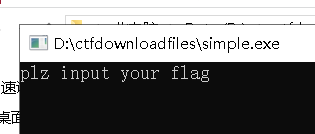 D:\ctfdownloadfiles\simple.exe
plz input your flag
速
桌面